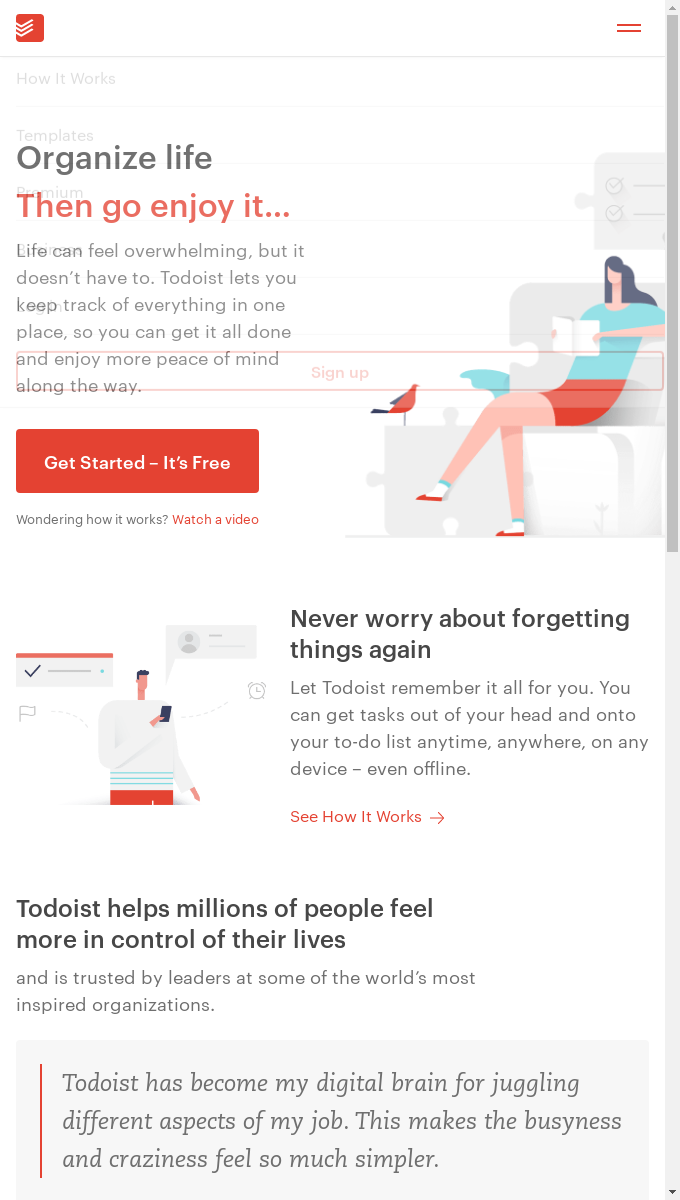 How It Works
Templates
Organize life
Premium
Then go enjoy it...
Business
Life can feel overwhelming, but it
doesn't have to. Todoist lets you
Login
keep track of everything in one
place, so you can get it all done
and enjoy more peace of mind
Sign up
along the way.
Get Started – It's Free
Wondering how it works? Watch a video
Never worry about forgetting
things again
Let Todoist remember it all for you. You
can get tasks out of your head and onto
your to-do list anytime, anywhere, on any
device – even offline.
See How It Works
Todoist helps millions of people feel
more in control of their lives
and is trusted by leaders at some of the world's most
inspired organizations.
Todoist has become my digital brain for juggling
different aspects of my job. This makes the busyness
and craziness feel so much simpler.